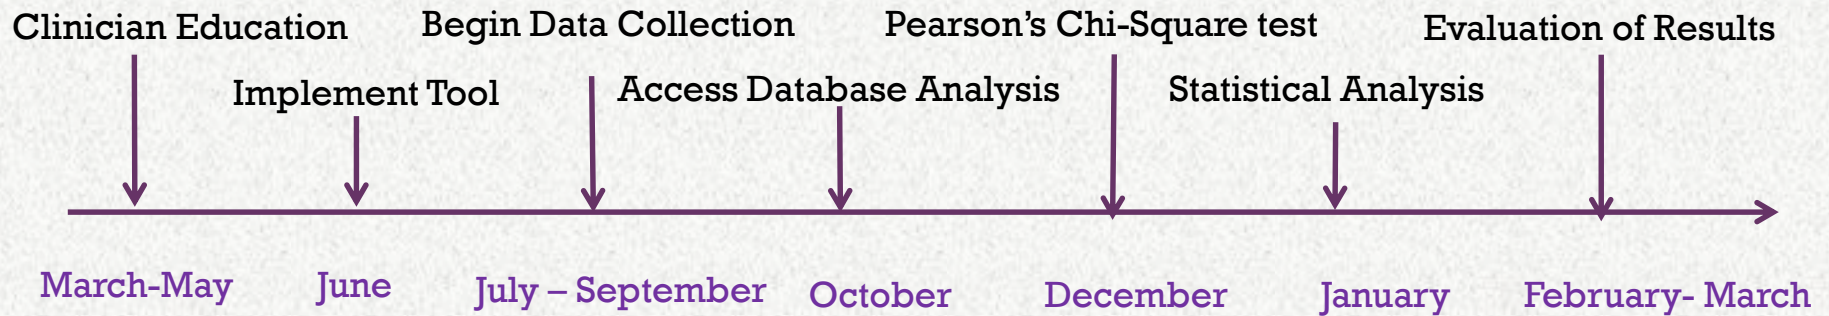 Clinician Education
Begin Data Collection
Pearson's Chi-Square test
Evaluation of Results
Implement Tool
Access Database Analysis
Statistical Analysis
March-May
June
July – September
October
December
January
February- March